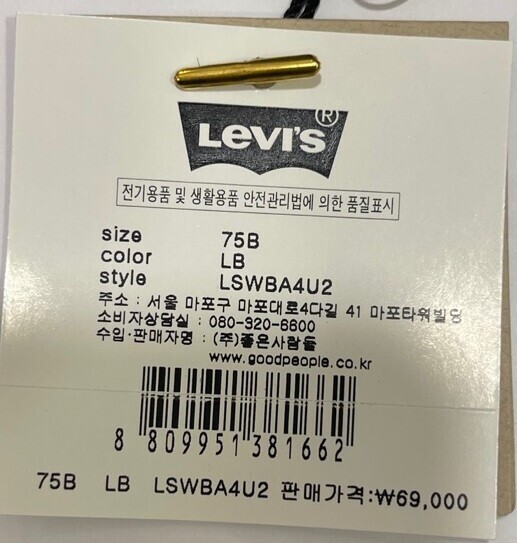 Levi's®
전기용품 및 생활용품 안전관리법에 의한 품질표시
size 75B
color LB
style LSWBA4U2
주소 : 서울 마포구 마포대로4다길 41 마포타워빌딩
소비자상담실 : 080-320-6600
수입·판매자명 : (주)좋은사람들
www.goodpeople.co.kr
8 809951 381662
75B LB LSWBA4U2 판매가격:₩69,000